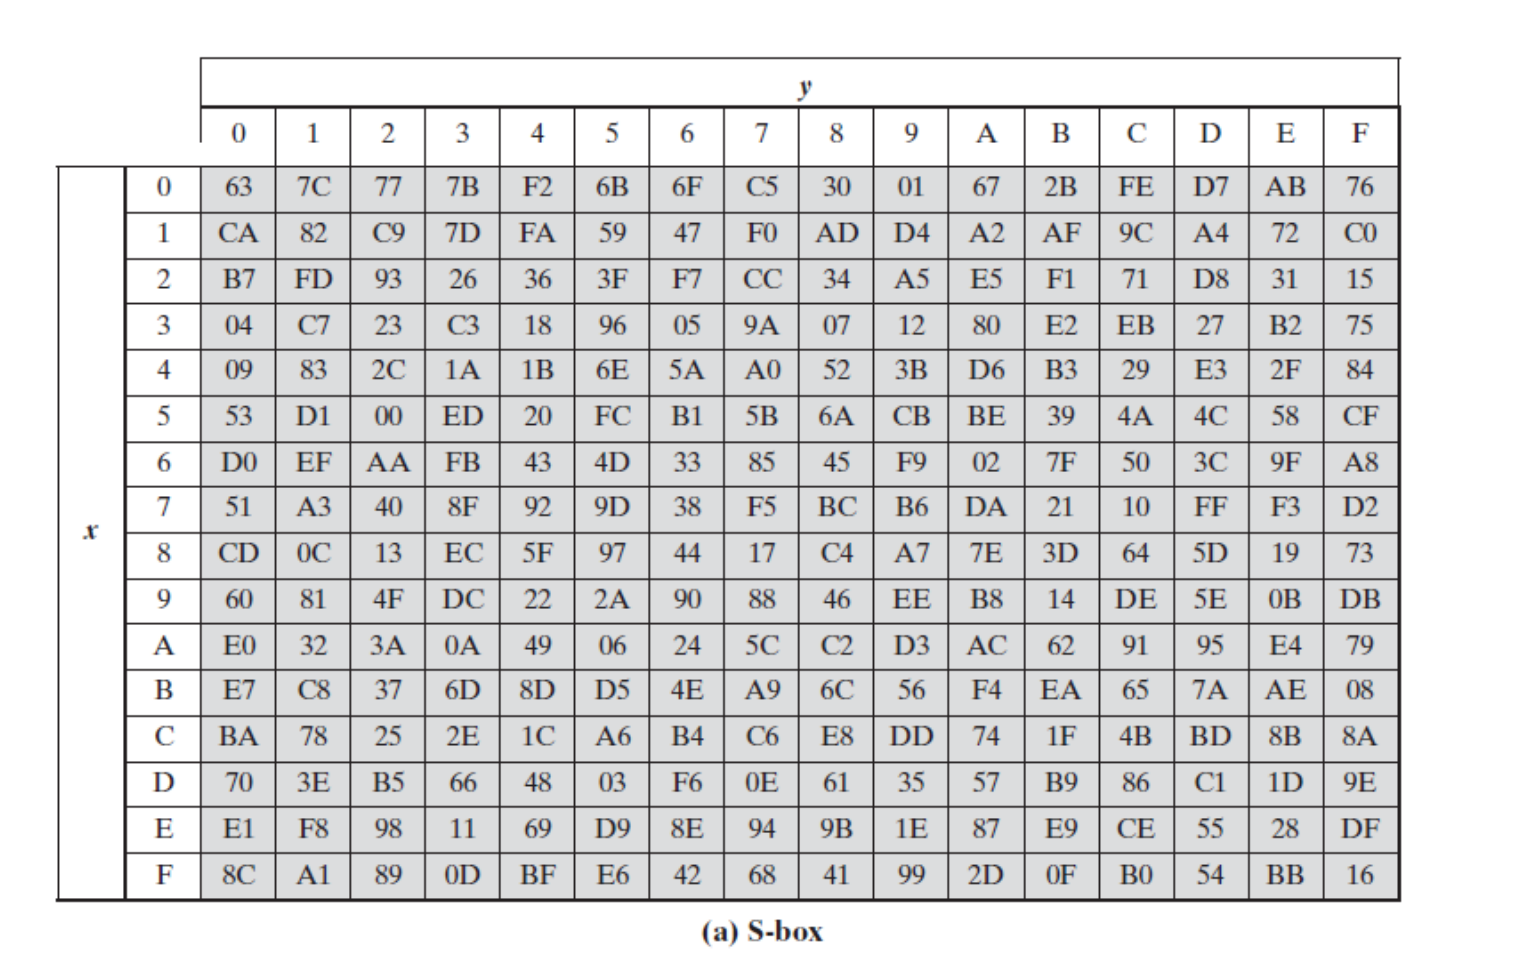 y
0 1 2 3 4 5 6 7 8 9 A B C D E F
0 63 7C 77 7B F2 6B 6F C5 30 01 67 2B FE D7 AB 76
1 CA 82 C9 7D FA 59 47 F0 AD D4 A2 AF 9C A4 72 C0
2 B7 FD 93 26 36 3F F7 CC 34 A5 E5 F1 71 D8 31 15
3 04 C7 23 C3 18 96 05 9A 07 12 80 E2 EB 27 B2 75
4 09 83 2C 1A 1B 6E 5A A0 52 3B D6 B3 29 E3 2F 84
5 53 D1 00 ED 20 FC B1 5B 6A CB BE 39 4A 4C 58 CF
6 D0 EF AA FB 43 4D 33 85 45 F9 02 7F 50 3C 9F A8
7 51 A3 40 8F 92 9D 38 F5 BC B6 DA 21 10 FF F3 D2
x
8 CD 0C 13 EC 5F 97 44 17 C4 A7 7E 3D 64 5D 19 73
9 60 81 4F DC 22 2A 90 88 46 EE B8 14 DE 5E 0B DB
A E0 32 3A 0A 49 06 24 5C C2 D3 AC 62 91 95 E4 79
B E7 C8 37 6D 8D D5 4E A9 6C 56 F4 EA 65 7A AE 08
C BA 78 25 2E 1C A6 B4 C6 E8 DD 74 1F 4B BD 8B 8A
D 70 3E B5 66 48 03 F6 0E 61 35 57 B9 86 C1 1D 9E
E E1 F8 98 11 69 D9 8E 94 9B 1E 87 E9 CE 55 28 DF
F 8C A1 89 0D BF E6 42 68 41 99 2D 0F B0 54 BB 16
(a) S-box